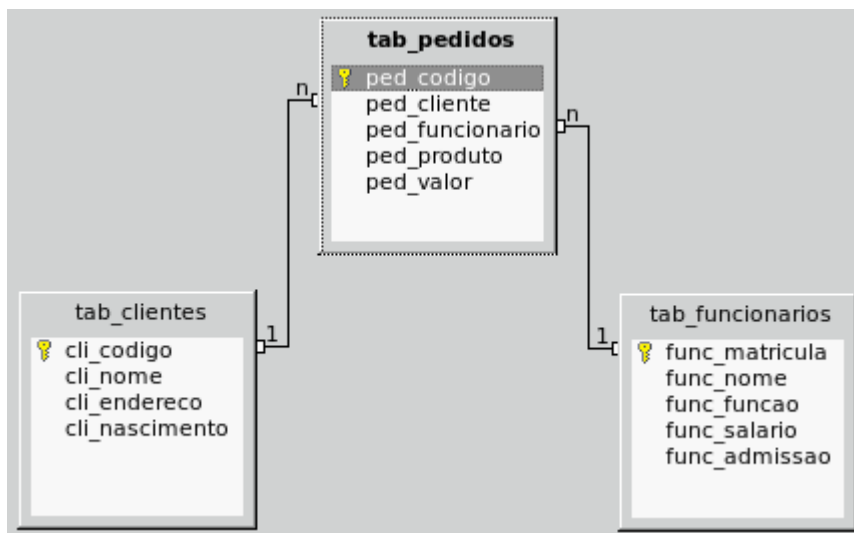 tab_pedidos
ped_codigo
ped_cliente
ped_funcionario
ped_produto
ped_valor
n
n
tab_clientes
cli_codigo
cli_nome
cli_endereco
cli_nascimento
1
1
tab_funcionarios
func_matricula
func_nome
func_funcao
func_salario
func_admissao